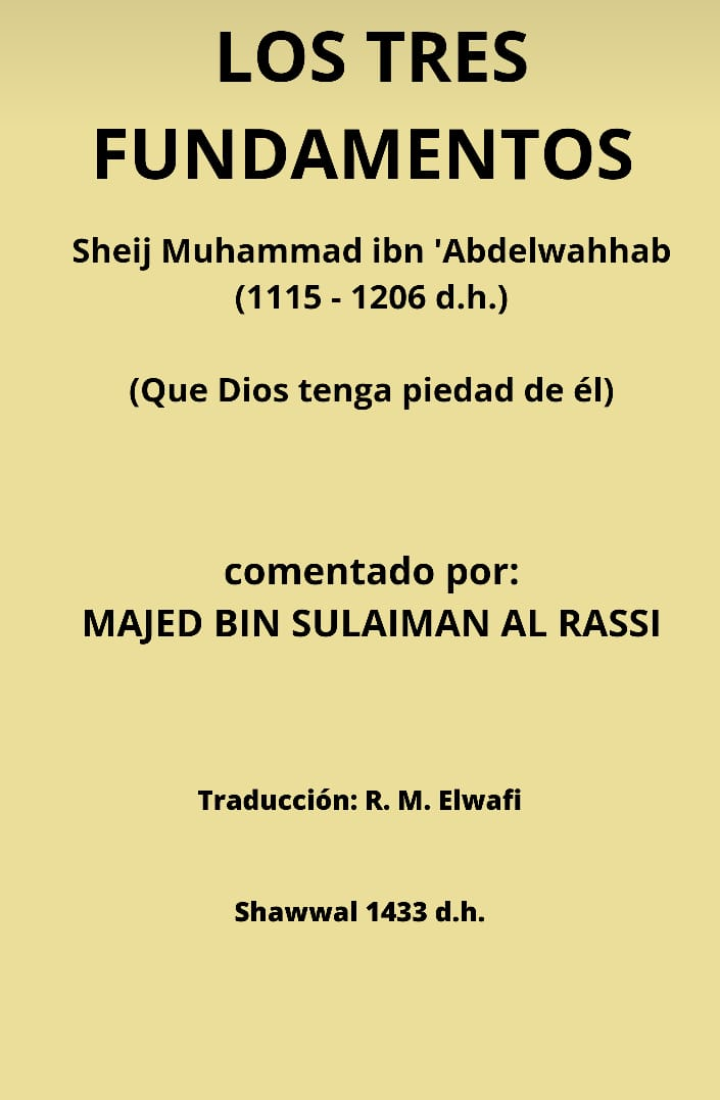 LOS TRES
FUNDAMENTOS
Sheij Muhammad ibn 'Abdelwahhab
(1115 - 1206 d.h.)
(Que Dios tenga piedad de él)
comentado por:
MAJED BIN SULAIMAN AL RASSI
Traducción: R. M. Elwafi
Shawwal 1433 d.h.